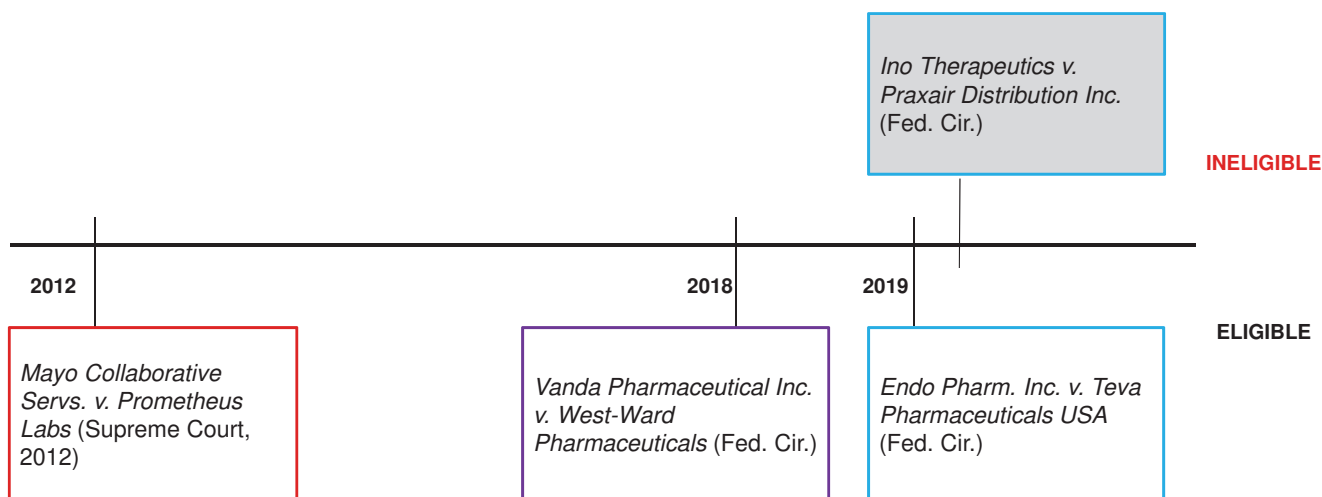 Ino Therapeutics v.
Praxair Distribution Inc.
(Fed. Cir.)
INELIGIBLE
2012
2018
2019
ELIGIBLE
Mayo Collaborative
Servs. v. Prometheus
Labs (Supreme Court,
2012)
Vanda Pharmaceutical Inc.
v. West-Ward
Pharmaceuticals (Fed. Cir.)
Endo Pharm. Inc. v. Teva
Pharmaceuticals USA
(Fed. Cir.)